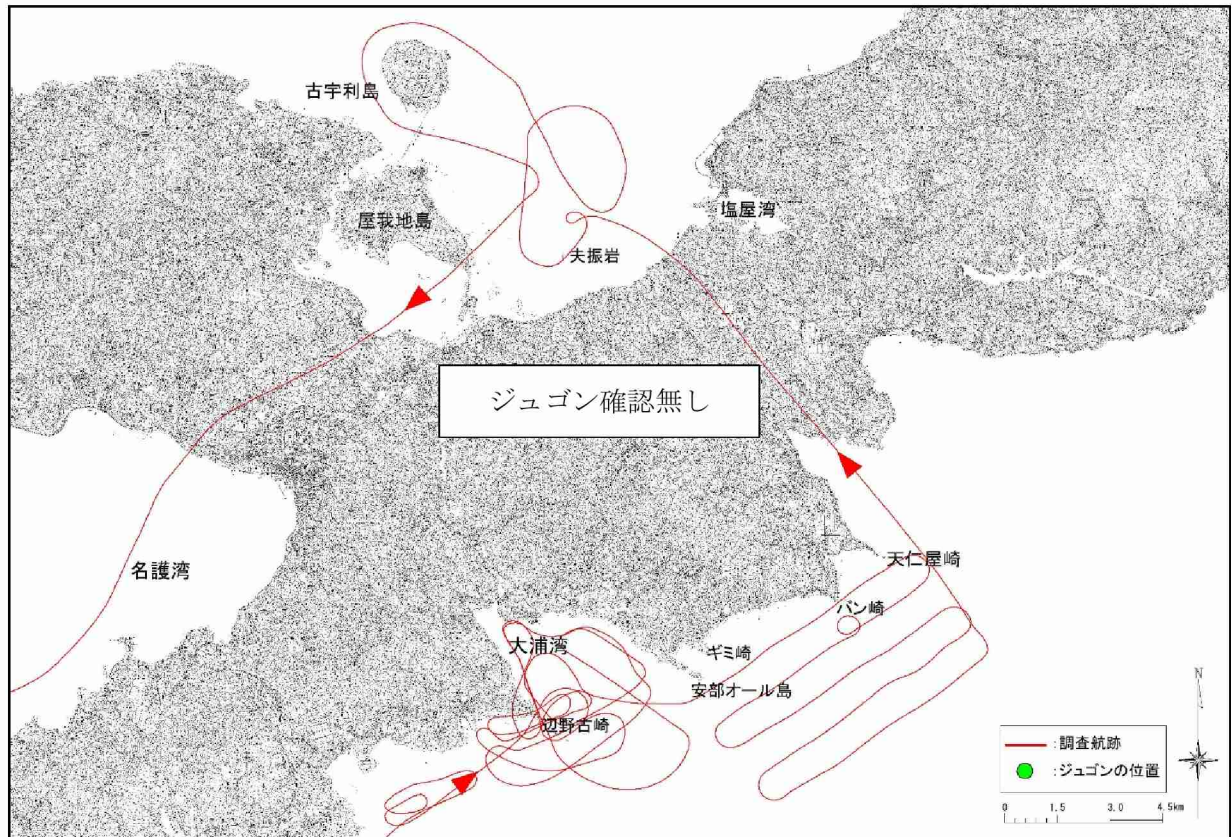 古宇利島
屋我地島
塩屋湾
夫振岩
ジュゴン確認無し
天仁屋崎
名護湾
バン崎
大浦湾
ギミ崎
安部オール島
辺野古崎
N
:調査航跡
:ジュゴンの位置
0 1.5 3.0 4.5km